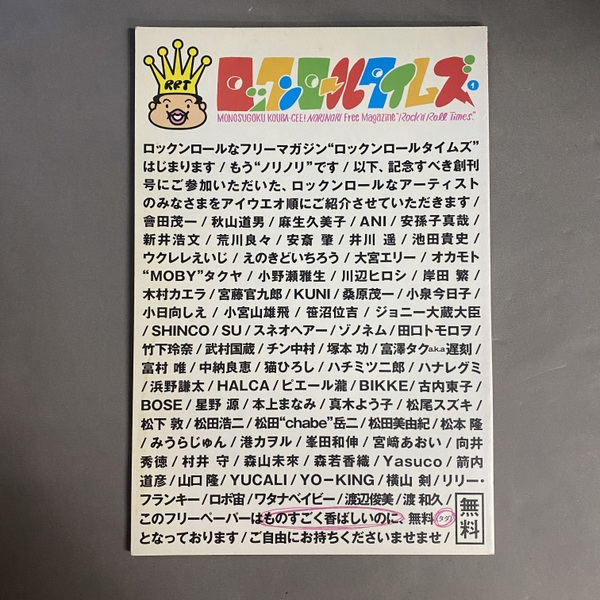 RRT
ロックンロールタイムズ 1
MONOSUGOKU KOUBA-CEE! NORINORI Free Magazine "Rock'n'Roll Times."
ロックンロールなフリーマガジン“ロックンロールタイムズ”
はじまります / もう“ノリノリ”です / 以下、記念すべき創刊
号にご参加いただいた、ロックンロールなアーティスト
のみなさまをアイウエオ順にご紹介させていただきます /
會田茂一 / 秋山道男 / 麻生久美子 / ANI / 安孫子真哉 /
新井浩文 / 荒川良々 / 安斎 肇 / 井川 遥 / 池田貴史 /
ウクレレえいじ / えのきどいちろう / 大宮エリー / オカモト
“MOBY”タクヤ / 小野瀬雅生 / 川辺ヒロシ / 岸田 繁 /
木村カエラ / 宮藤官九郎 / KUNI / 桑原茂一 / 小泉今日子 /
小日向しえ / 小宮山雄飛 / 笹沼位吉 / ジョニー大蔵大臣
/ SHINCO / SU / スネオヘアー / ゾノネム / 田口トモロヲ /
竹下玲奈 / 武村国蔵 / チン中村 / 塚本 功 / 富澤タクa.k.a遅刻 /
富村 唯 / 中納良恵 / 猫ひろし / ハチミツ二郎 / ハナレグミ
/ 浜野謙太 / HALCA / ピエール瀧 / BIKKE / 古内東子 /
BOSE / 星野 源 / 本上まなみ / 真木よう子 / 松尾スズキ /
松下 敦 / 松田浩二 / 松田“chabe”岳二 / 松田美由紀 / 松本 隆
/ みうらじゅん / 港カヲル / 峯田和伸 / 宮﨑あおい / 向井
秀徳 / 村井 守 / 森山未來 / 森若香織 / Yasuco / 箭内
道彦 / 山口 隆 / YUCALI / YO-KING / 横山 剣 / リリー・
フランキー / ロボ宙 / ワタナベイビー / 渡辺俊美 / 渡 和久 /
このフリーペーパーはものすごく香ばしいのに、無料(タダ)
となっております / ご自由にお持ちくださいませませ /
無料